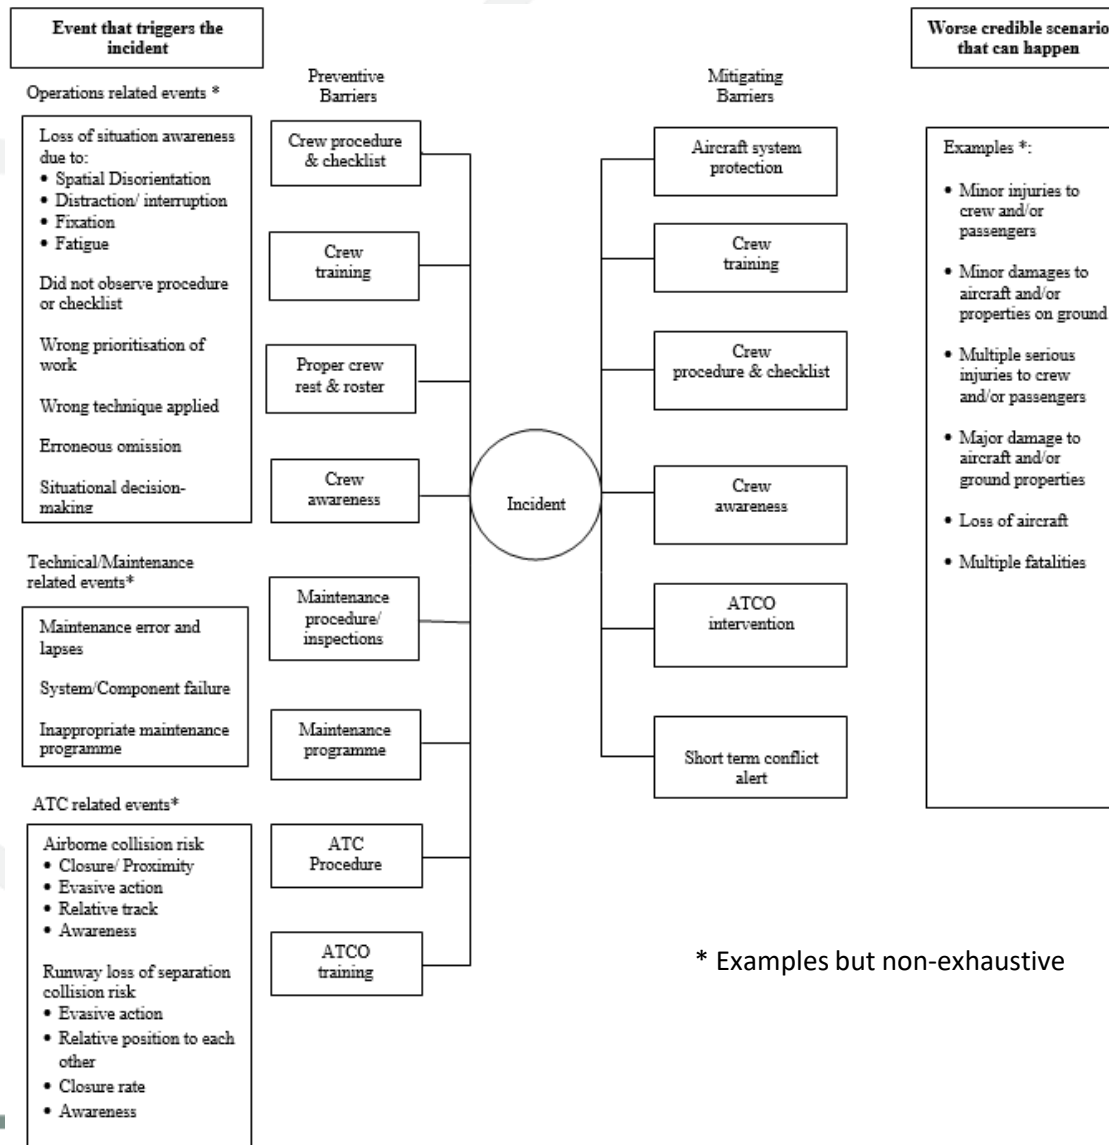 Event that triggers the
incident
Operations related events *
Loss of situation awareness
due to:
• Spatial Disorientation
• Distraction/ interruption
• Fixation
• Fatigue
Did not observe procedure
or checklist
Wrong prioritisation of
work
Wrong technique applied
Erroneous omission
Situational decision-
making
Technical/Maintenance
related events*
Maintenance error and
lapses
System/Component failure
Inappropriate maintenance
programme
ATC related events*
Airborne collision risk
• Closure/ Proximity
• Evasive action
• Relative track
• Awareness
Runway loss of separation
collision risk
• Evasive action
• Relative position to each
other
• Closure rate
• Awareness
Preventive
Barriers
Crew procedure
& checklist
Crew
training
Proper crew
rest & roster
Crew
awareness
Maintenance
procedure/
inspections
Maintenance
programme
ATC
Procedure
ATCO
training
Incident
Mitigating
Barriers
Aircraft system
protection
Crew
training
Crew
procedure & checklist
Crew
awareness
ATCO
intervention
Short term conflict
alert
Worse credible scenario
that can happen
Examples *:
• Minor injuries to
crew and/or
passengers
• Minor damages to
aircraft and/or
properties on ground
• Multiple serious
injuries to crew
and/or passengers
• Major damage to
aircraft and/or
ground properties
• Loss of aircraft
• Multiple fatalities
* Examples but non-exhaustive